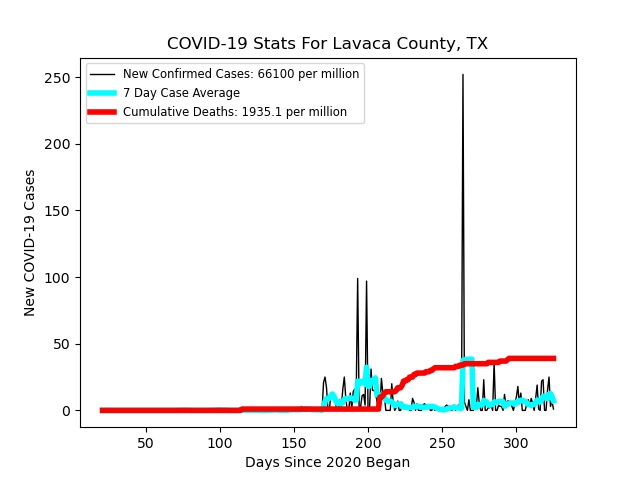 COVID-19 Stats For Lavaca County, TX
New Confirmed Cases: 66100 per million
7 Day Case Average
Cumulative Deaths: 1935.1 per million
New COVID-19 Cases
250
200
150
100
50
0
50 100 150 200 250 300
Days Since 2020 Began